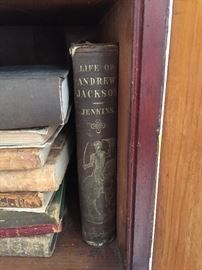 LIFE OF
ANDREW
JACKSON
JENKINS